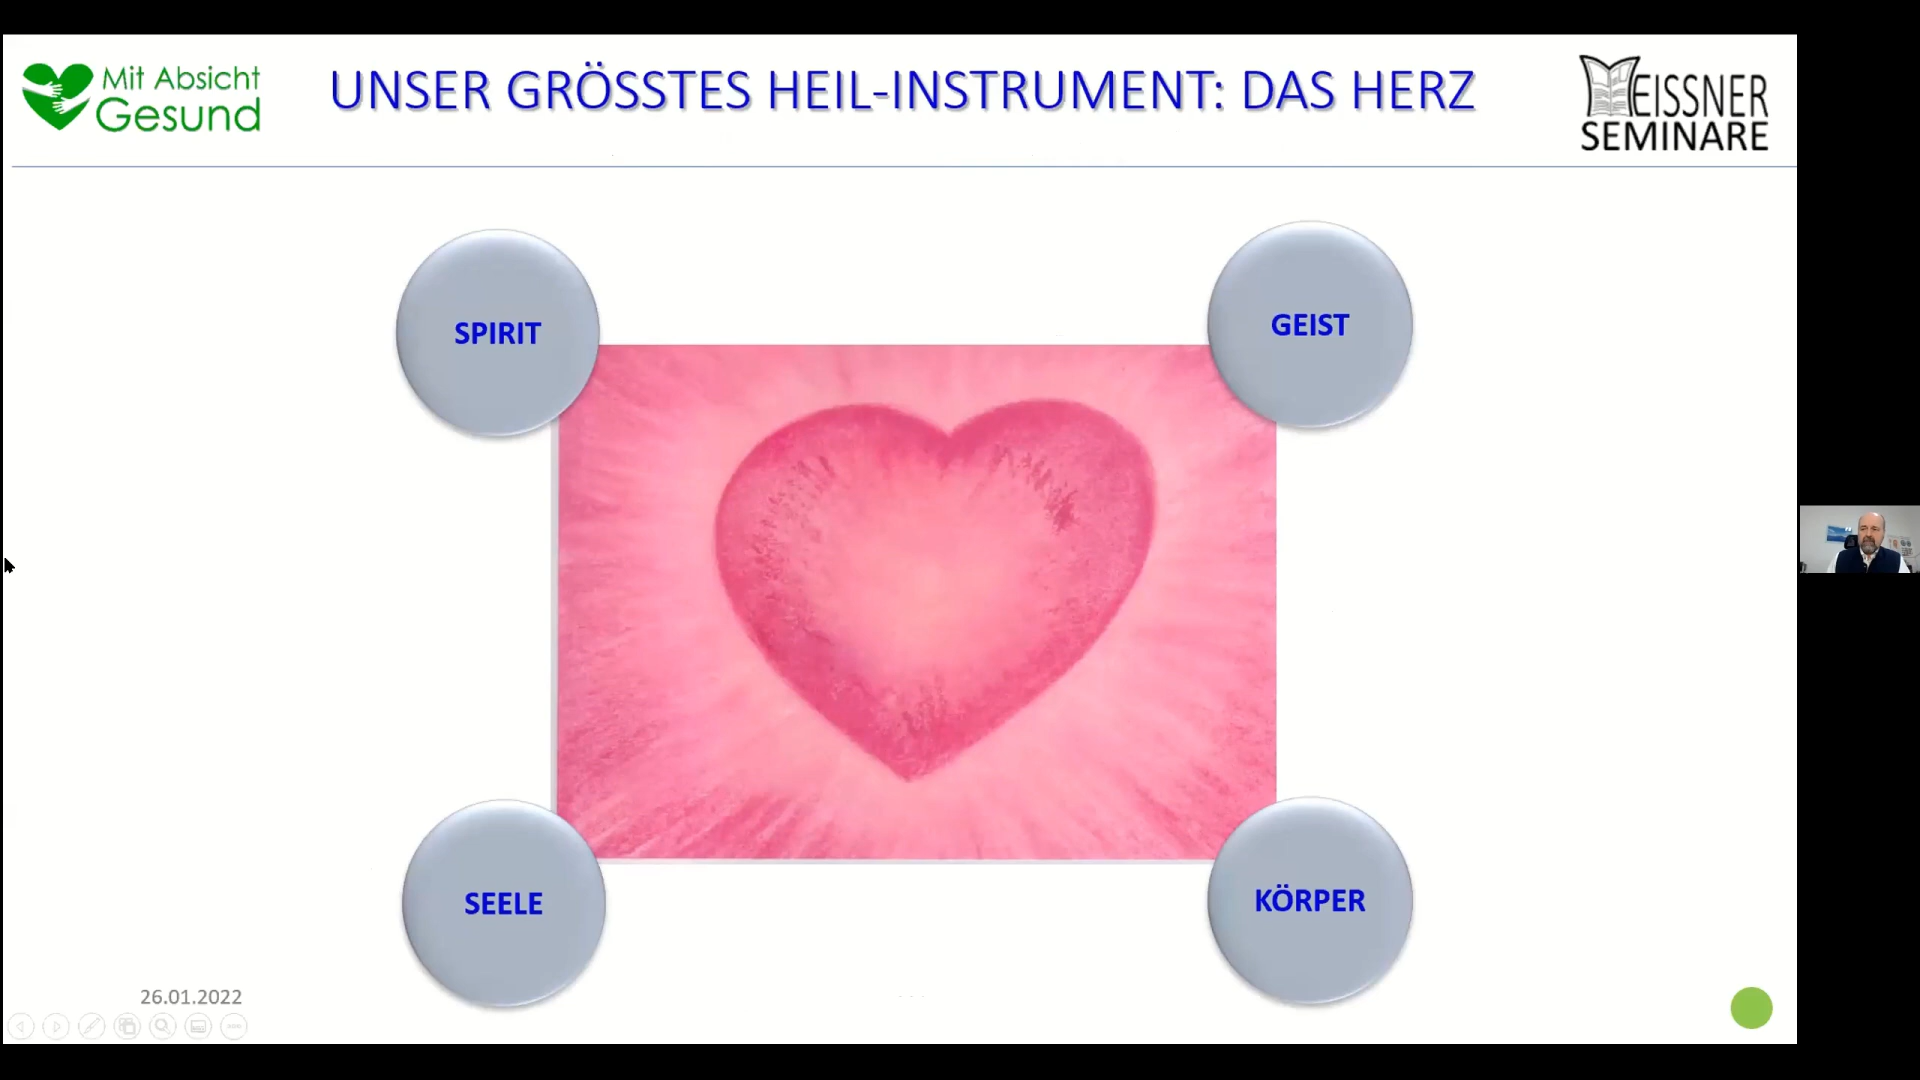 Mit Absicht
Gesund
UNSER GRÖSSTES HEIL-INSTRUMENT: DAS HERZ
MEISSNER
SEMINARE
SPIRIT
GEIST
SEELE
KÖRPER
26.01.2022